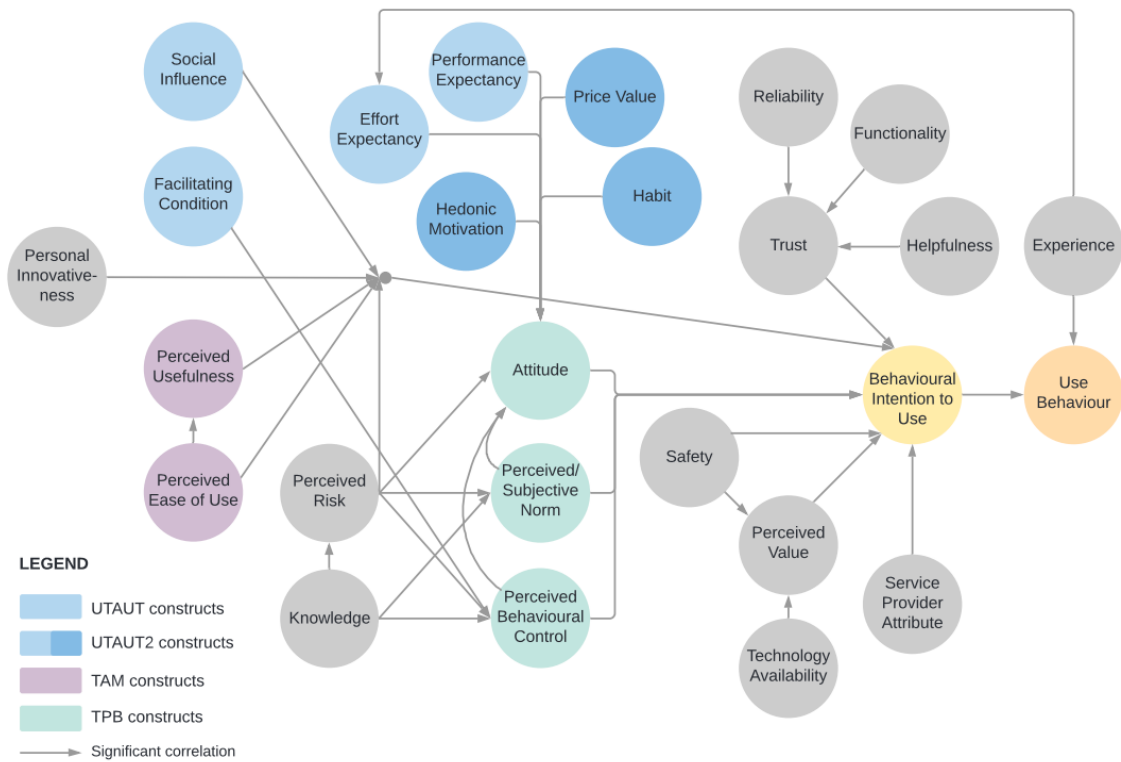 Social
Influence
Performance
Expectancy
Price Value
Effort
Expectancy
Reliability
Functionality
Facilitating
Condition
Hedonic
Motivation
Habit
Trust
Helpfulness
Experience
Personal
Innovative-
ness
Perceived
Usefulness
Attitude
Behavioural
Intention to
Use
Use
Behaviour
Perceived
Ease of Use
Perceived
Risk
Perceived/
Subjective
Norm
Safety
Perceived
Value
Knowledge
Perceived
Behavioural
Control
Service
Provider
Attribute
Technology
Availability
LEGEND
UTAUT constructs
UTAUT2 constructs
TAM constructs
TPB constructs
Significant correlation